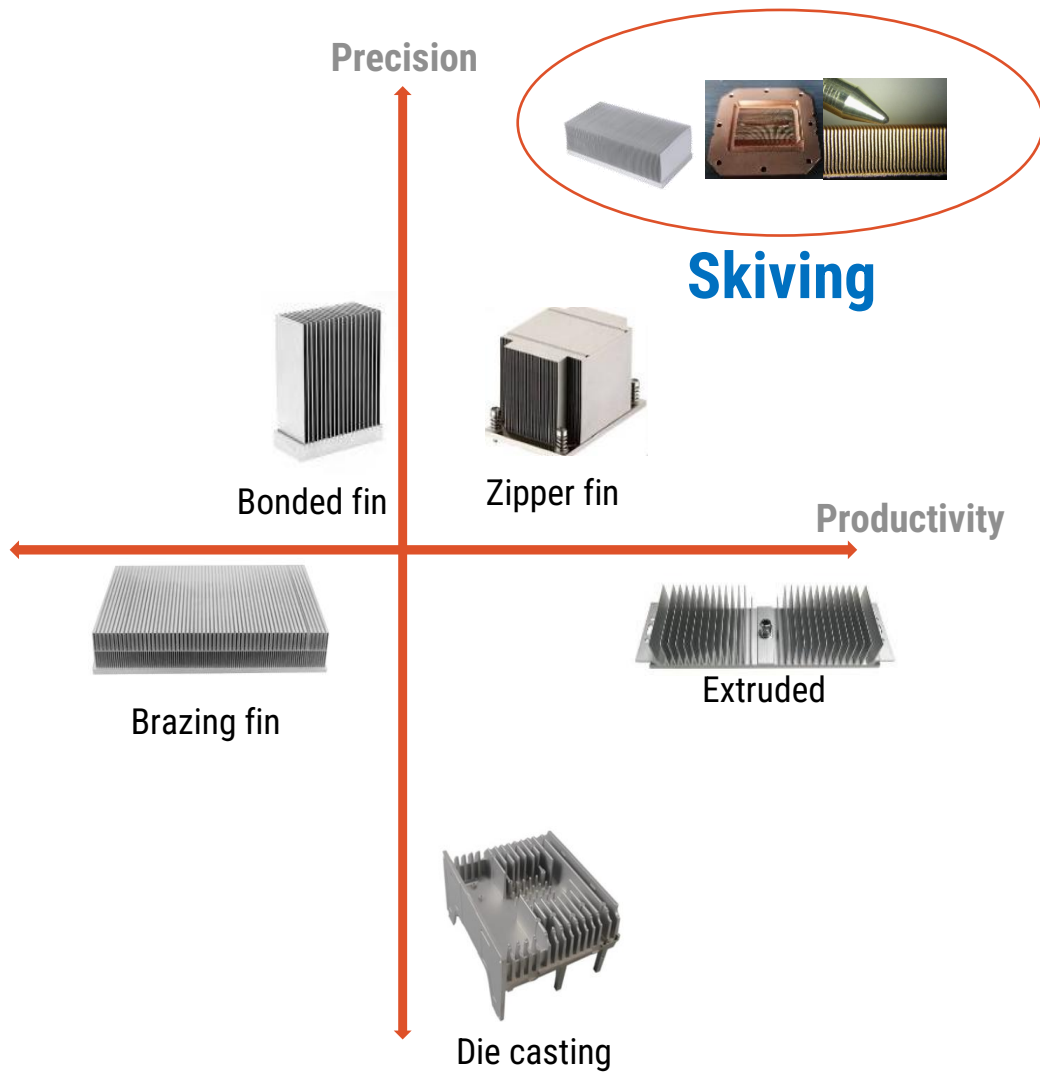 Precision
Skiving
Bonded fin
Zipper fin
Productivity
Brazing fin
Extruded
Die casting